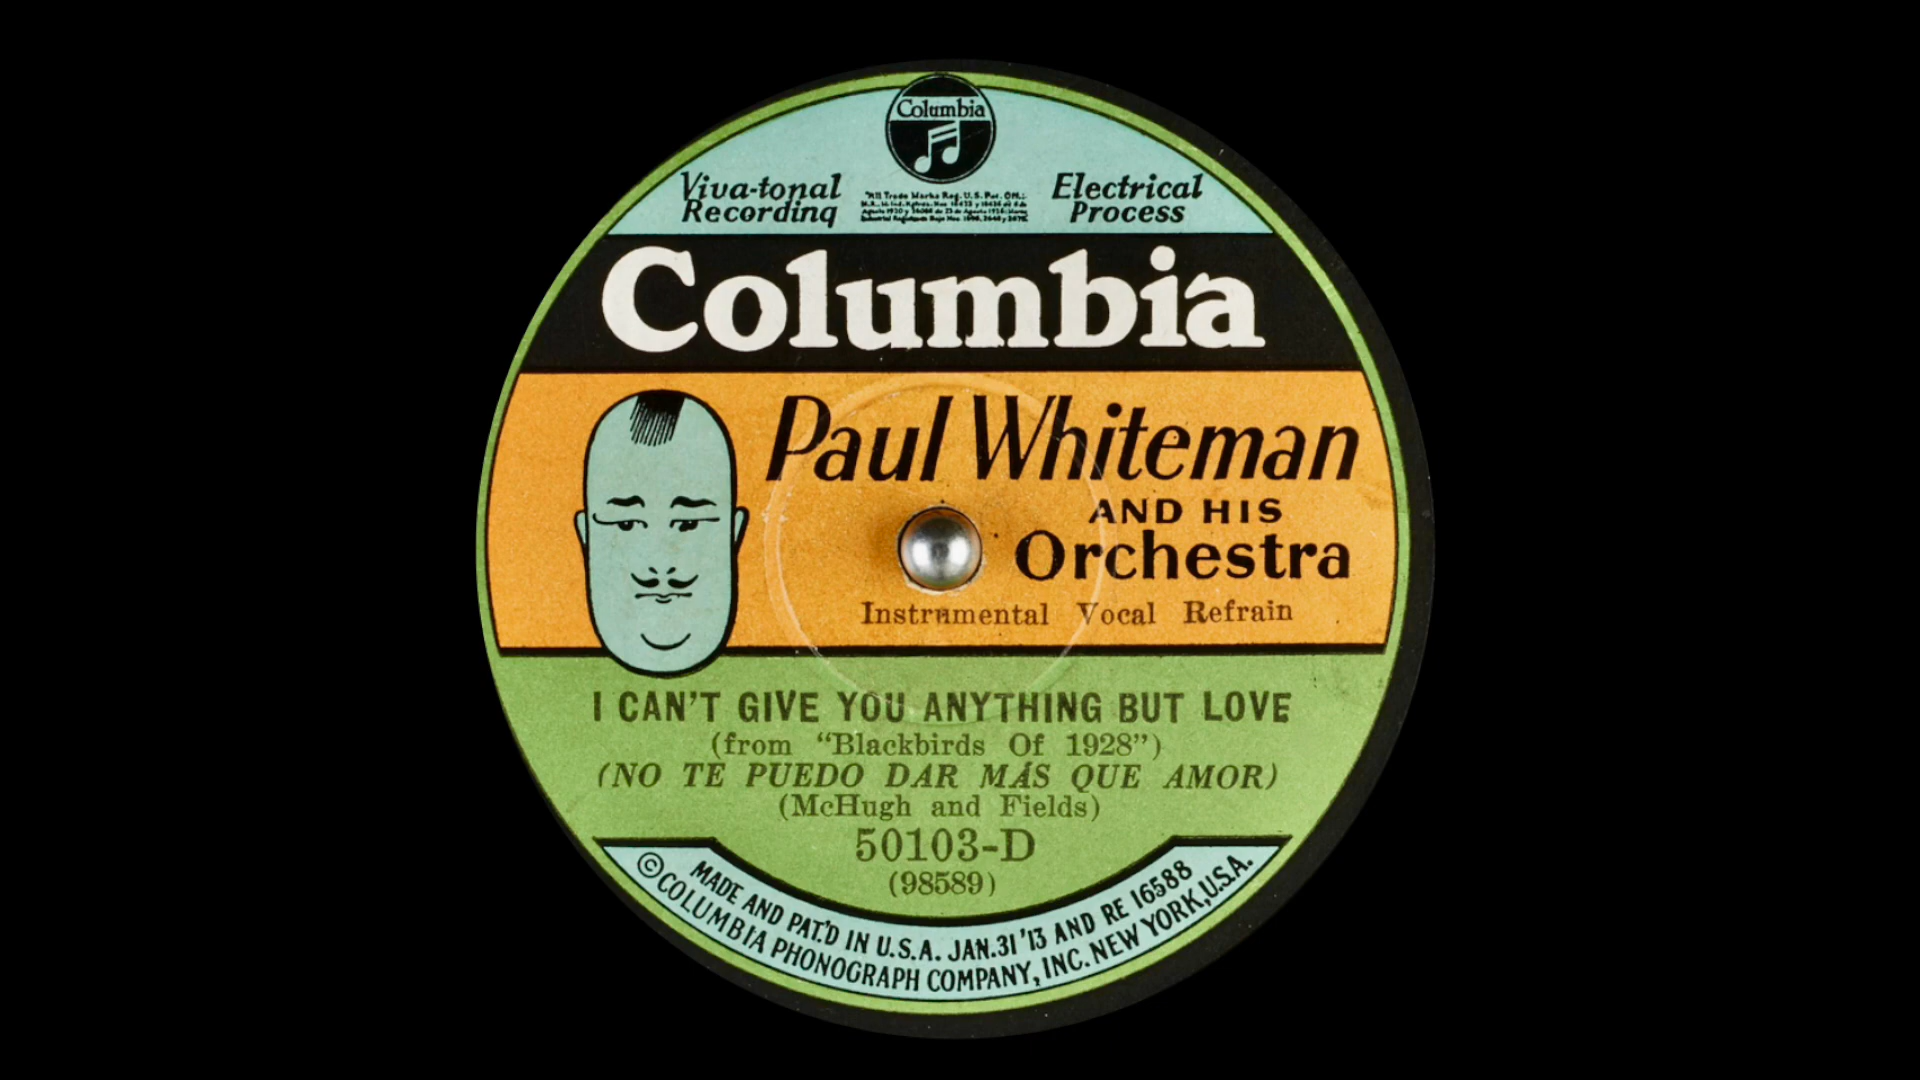 Columbia
Viva-tonal
Recording
Electrical
Process
Columbia
Paul Whiteman
AND HIS
Orchestra
Instrumental Vocal Refrain
I CAN'T GIVE YOU ANYTHING BUT LOVE
(from “Blackbirds Of 1928”)
(NO TE PUEDO DAR MÁS QUE AMOR)
(McHugh and Fields)
50103-D
(98589)
MADE AND PAT.'D IN U.S.A. JAN.31 '13 AND RE 16588
©COLUMBIA PHONOGRAPH COMPANY, INC. NEW YORK, U.S.A.